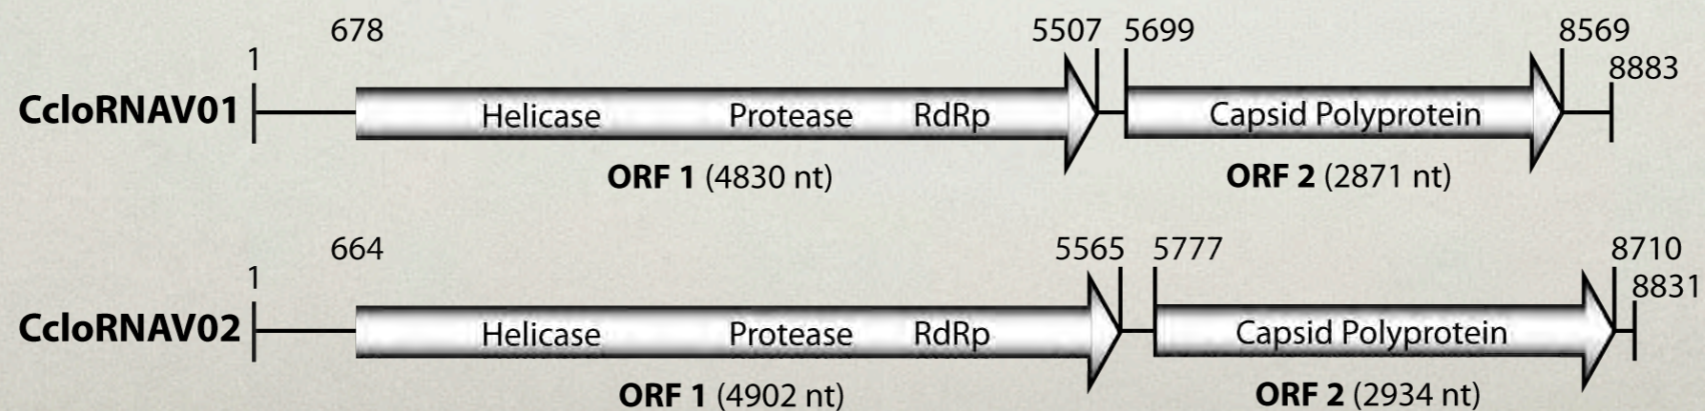 678 5507 5699 8569
1 8883
CcloRNAV01 Helicase Protease RdRp Capsid Polyprotein
ORF 1 (4830 nt) ORF 2 (2871 nt)
664 5565 5777 8710
1 8831
CcloRNAV02 Helicase Protease RdRp Capsid Polyprotein
ORF 1 (4902 nt) ORF 2 (2934 nt)